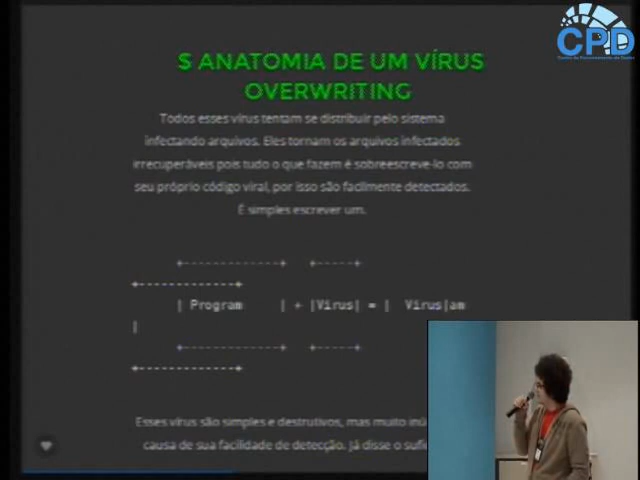 CPD
$ ANATOMIA DE UM VÍRUS
OVERWRITING
Todos esses vírus tentam se distribuir pelo sistema
infectando arquivos. Eles tornam os arquivos infectados
irrecuperáveis pois tudo o que fazem é sobreescreve-lo com
seu próprio código viral, por isso são facilmente detectados.
É simples escrever um.
+-------------+ +-----+
+-------------+
| Program | + |Virus| = | Virus|am
|
+-------------+ +-----+
+-------------+
Esses vírus são simples e destrutivos, mas muito
causa de sua facilidade de detecção. Já disse o